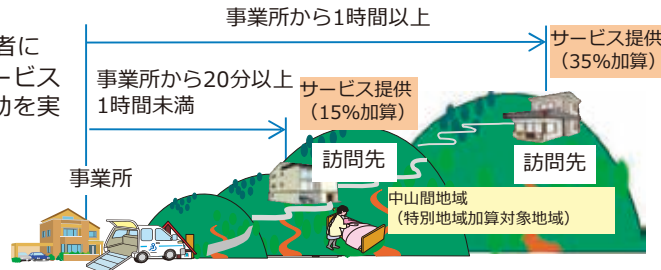 事業所から1時間以上
者に
ービス
動を実
サービス提供
（35%加算）
事業所から20分以上
1時間未満
サービス提供
（15%加算）
訪問先
訪問先
事業所
中山間地域
（特別地域加算対象地域）